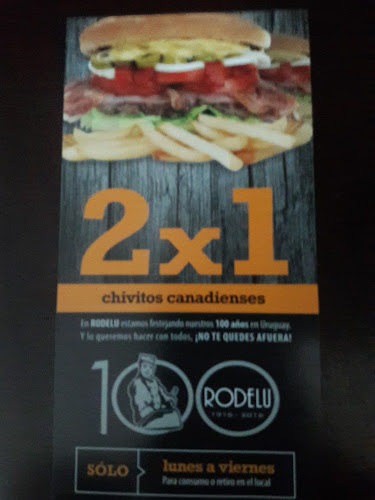 2x1
chivitos canadienses
En RODELU estamos festejando nuestros 100 años en Uruguay.
Y lo queremos hacer con todos, ¡NO TE QUEDES AFUERA!
100 RODELU
1916 - 2016
SÓLO
lunes a viernes
Para consumo o retiro en el local